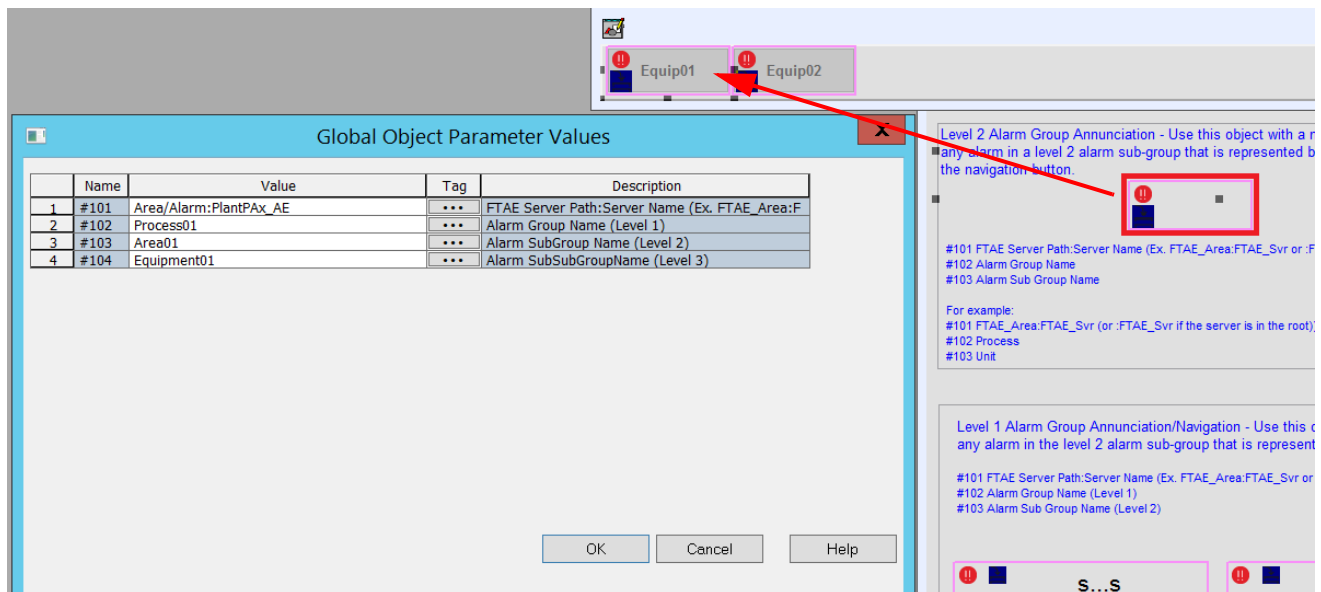 Equip01
Equip02
Global Object Parameter Values
X
Name Value Tag Description
1 #101 Area/Alarm:PlantPAx_AE ... FTAE Server Path:Server Name (Ex. FTAE_Area:F
2 #102 Process01 ... Alarm Group Name (Level 1)
3 #103 Area01 ... Alarm SubGroup Name (Level 2)
4 #104 Equipment01 ... Alarm SubSubGroupName (Level 3)
OK Cancel Help
Level 2 Alarm Group Annunciation - Use this object with a
any alarm in a level 2 alarm sub-group that is represented
the navigation button.
#101 FTAE Server Path:Server Name (Ex. FTAE_Area:FTAE_Svr or :F
#102 Alarm Group Name
#103 Alarm Sub Group Name
For example:
#101 FTAE_Area:FTAE_Svr (or :FTAE_Svr if the server is in the root))
#102 Process
#103 Unit
Level 1 Alarm Group Annunciation/Navigation - Use this
any alarm in the level 2 alarm sub-group that is represent
#101 FTAE Server Path:Server Name (Ex. FTAE_Area:FTAE_Svr or
#102 Alarm Group Name (Level 1)
#103 Alarm Sub Group Name (Level 2)
S...S